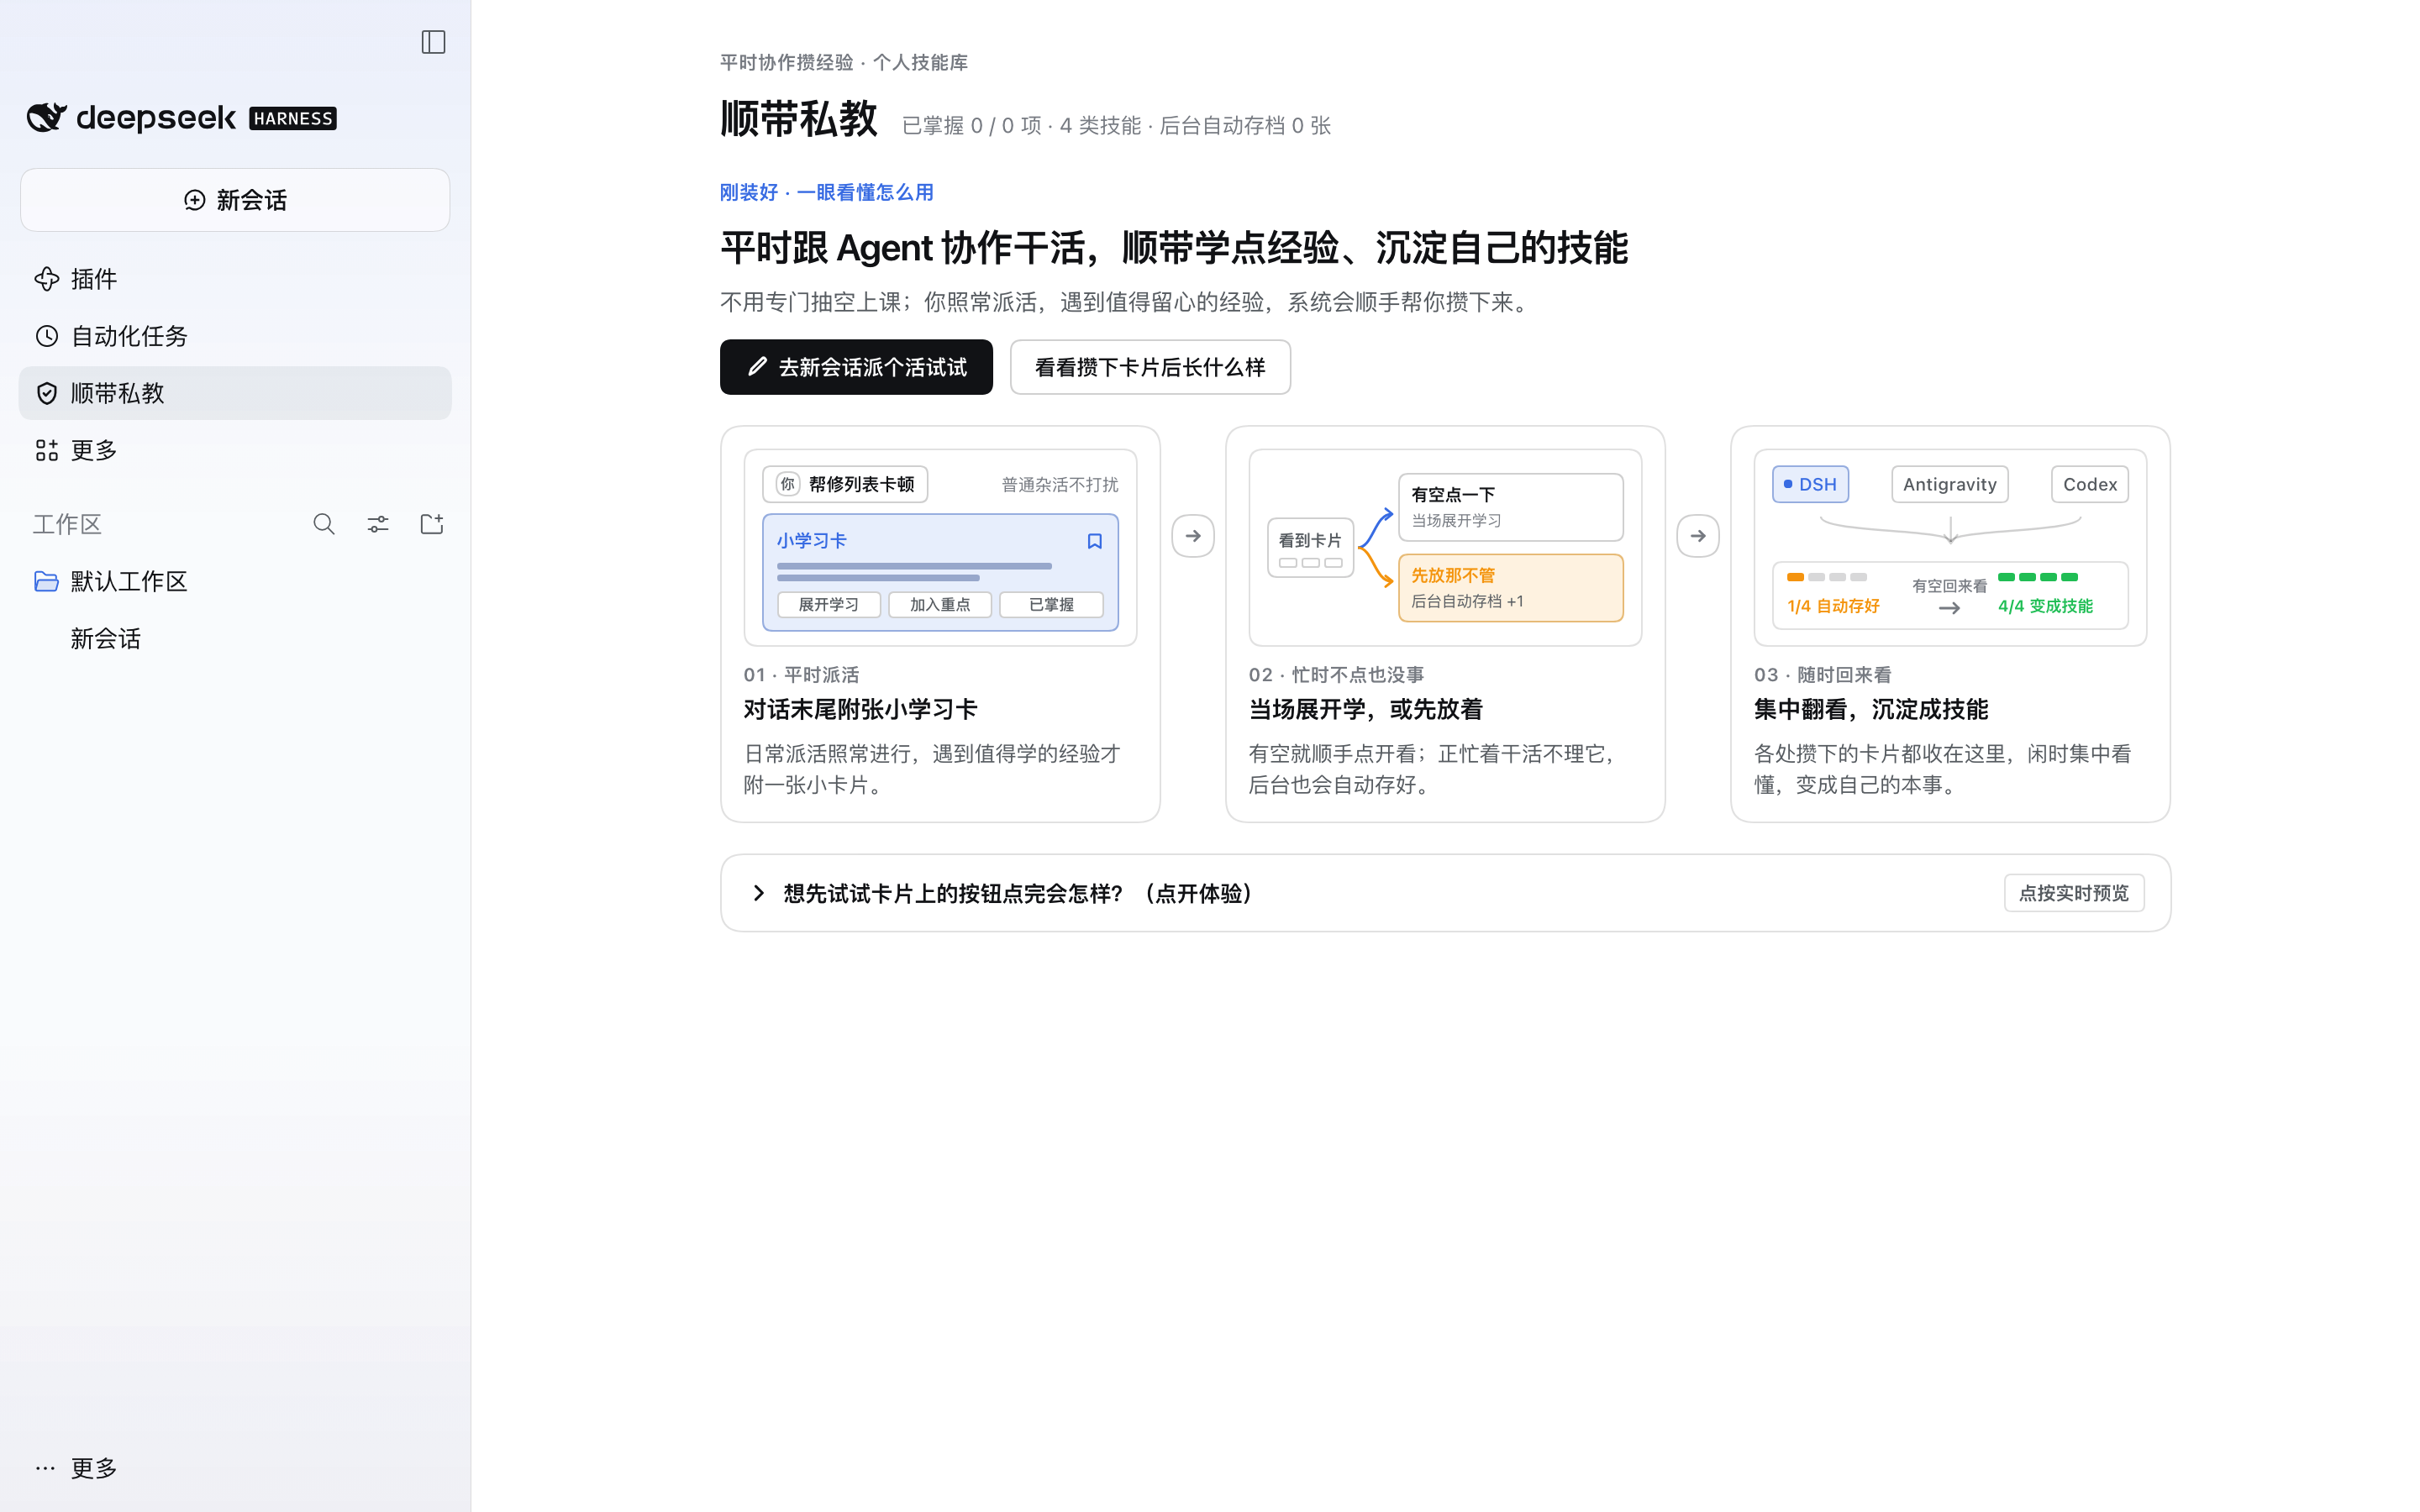 deepseek HARNESS
新会话
插件
自动化任务
顺带私教
更多
工作区
默认工作区
新会话
更多
平时协作攒经验 · 个人技能库
顺带私教 已掌握 0 / 0 项 · 4 类技能 · 后台自动存档 0 张
刚装好 · 一眼看懂怎么用
平时跟 Agent 协作干活，顺带学点经验、沉淀自己的技能
不用专门抽空上课；你照常派活，遇到值得留心的经验，系统会顺手帮你攒下来。
去新会话派个活试试 看看攒下卡片后长什么样
你 帮修列表卡顿 普通杂活不打扰
小学习卡
展开学习 加入重点 已掌握
01 · 平时派活
对话末尾附张小学习卡
日常派活照常进行，遇到值得学的经验才
附一张小卡片。
看到卡片
有空点一下
当场展开学习
先放那不管
后台自动存档 +1
02 · 忙时不点也没事
当场展开学，或先放着
有空就顺手点开看；正忙着干活不理它，
后台也会自动存好。
DSH Antigravity Codex
1/4 自动存好
有空回来看
4/4 变成技能
03 · 随时回来看
集中翻看，沉淀成技能
各处攒下的卡片都收在这里，闲时集中看
懂，变成自己的本事。
想先试试卡片上的按钮点完会怎样？（点开体验） 点按实时预览